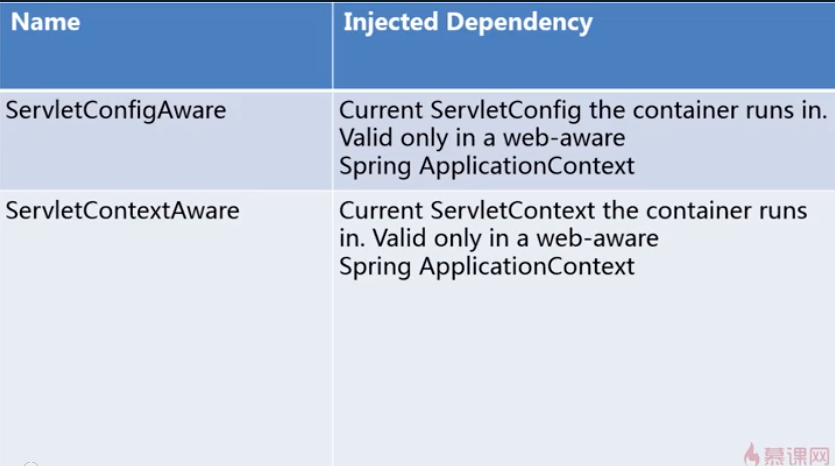 Name
Injected Dependency
ServletConfigAware
Current ServletConfig the container runs in.
Valid only in a web-aware
Spring ApplicationContext
ServletContextAware
Current ServletContext the container runs
in. Valid only in a web-aware
Spring ApplicationContext
慕课网